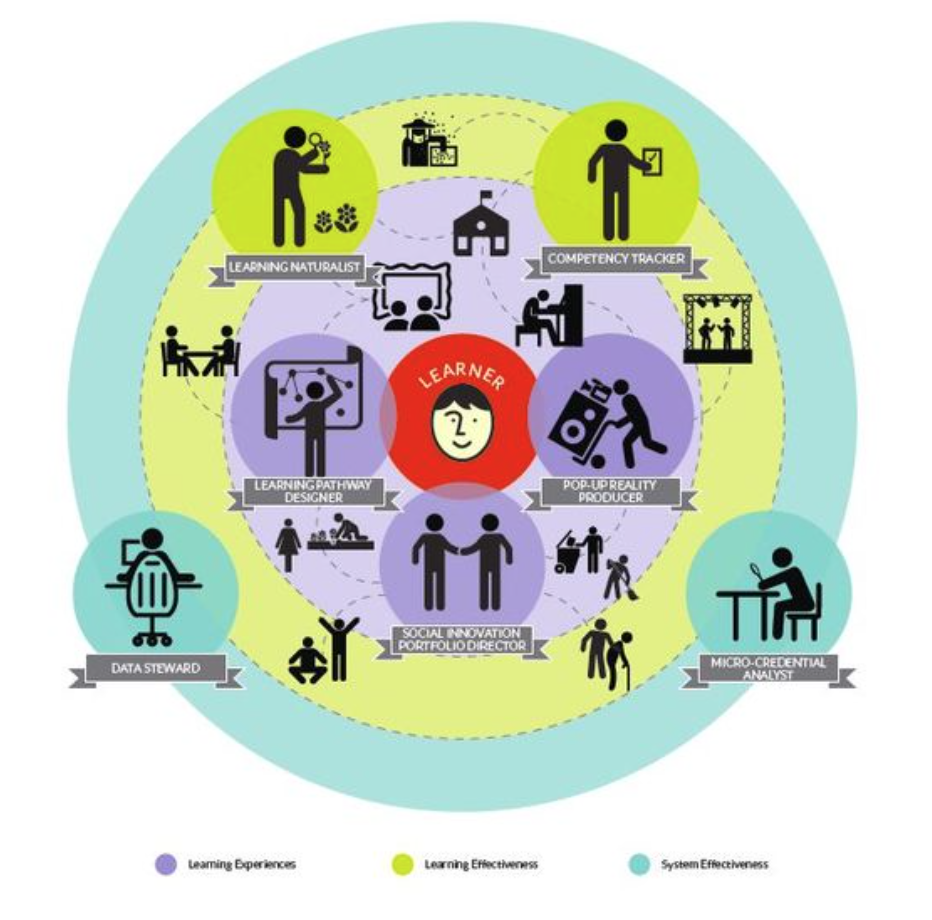 LEARNING NATURALIST
COMPETENCY TRACKER
LEARNER
LEARNING PATHWAY
DESIGNER
POP-UP REALITY
PRODUCER
SOCIAL INNOVATION
PORTFOLIO DIRECTOR
DATA STEWARD
MICRO-CREDENTIAL
ANALYST
Learning Experiences
Learning Effectiveness
System Effectiveness